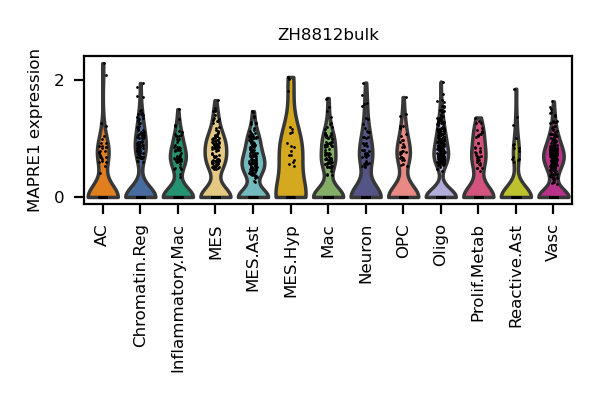 ZH8812bulk
MAPRE1 expression
2
0
AC
Chromatin.Reg
Inflammatory.Mac
MES
MES.Ast
MES.Hyp
Mac
Neuron
OPC
Oligo
Prolif.Metab
Reactive.Ast
Vasc